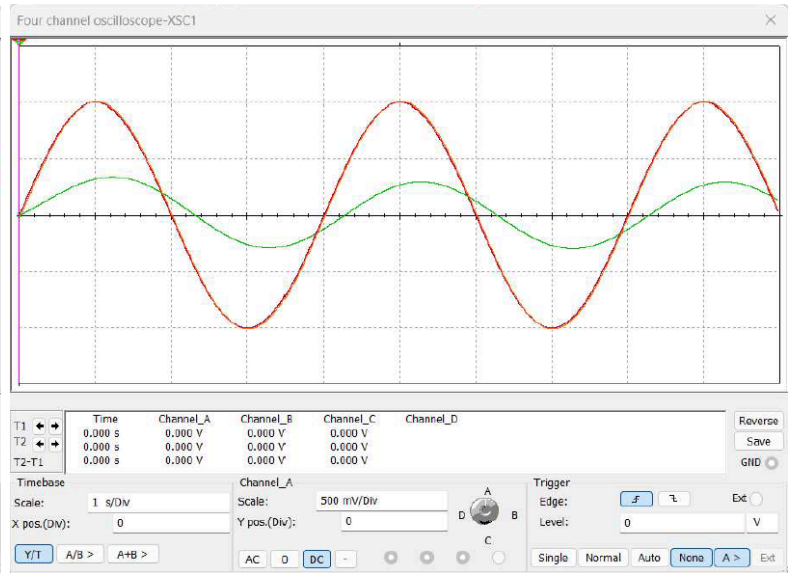 Four channel oscilloscope-XSC1
Time Channel_A Channel_B Channel_C Channel_D
T1 0.000 s 0.000 V 0.000 V 0.000 V
T2 0.000 s 0.000 V 0.000 V 0.000 V
T2-T1 0.000 s 0.000 V 0.000 V 0.000 V
Reverse
Save
GND
Timebase
Scale: 1 s/Div
X pos.(Div): 0
Y/T A/B > A+B >
Channel_A
Scale: 500 mV/Div
Y pos.(Div): 0
AC 0 DC -
A
D B
C
Trigger
Edge: Ext
Level: 0 V
Single Normal Auto None A > Ext